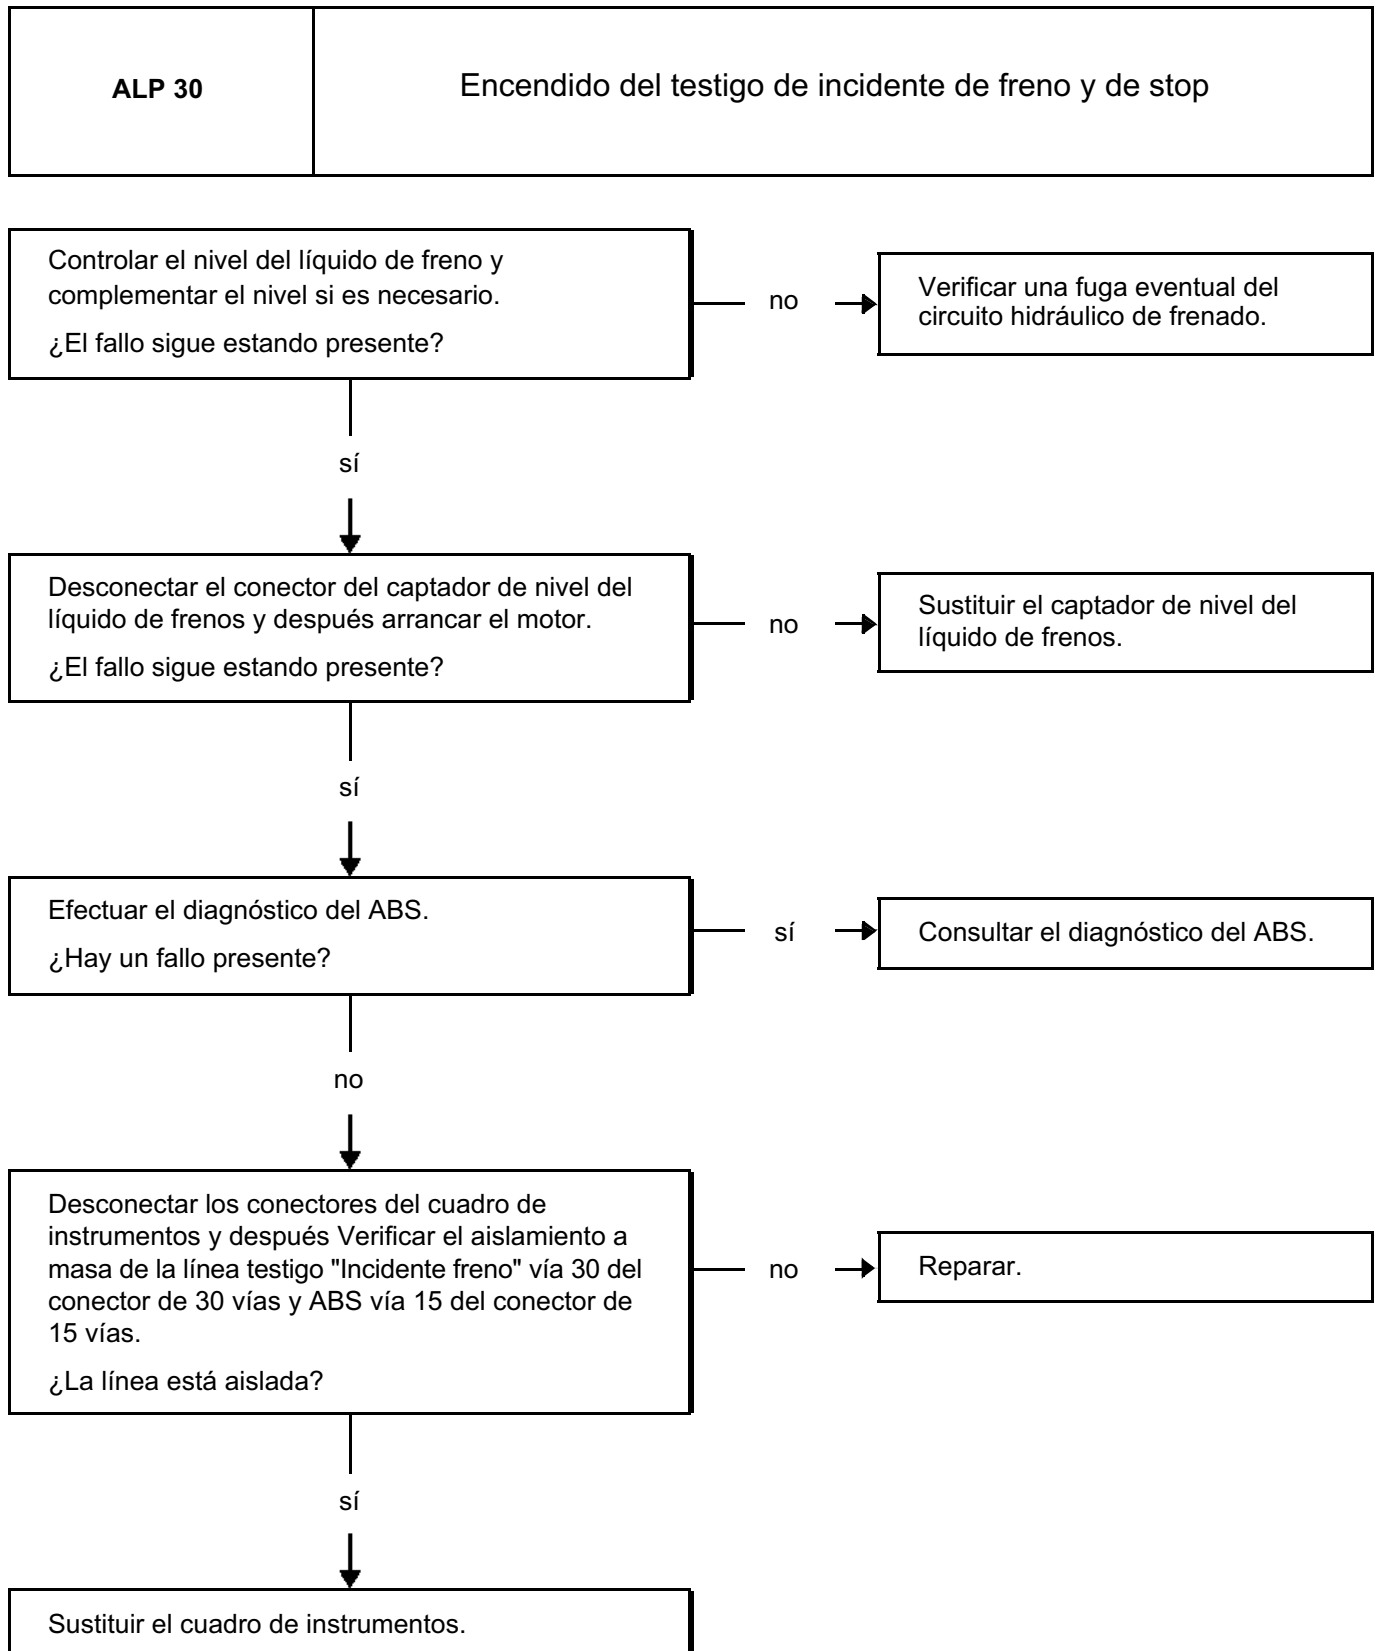 ALP 30
Encendido del testigo de incidente de freno y de stop
Controlar el nivel del líquido de freno y
complementar el nivel si es necesario.
¿El fallo sigue estando presente?
no
Verificar una fuga eventual del
circuito hidráulico de frenado.
sí
Desconectar el conector del captador de nivel del
líquido de frenos y después arrancar el motor.
¿El fallo sigue estando presente?
no
Sustituir el captador de nivel del
líquido de frenos.
sí
Efectuar el diagnóstico del ABS.
¿Hay un fallo presente?
sí
Consultar el diagnóstico del ABS.
no
Desconectar los conectores del cuadro de
instrumentos y después Verificar el aislamiento a
masa de la línea testigo "Incidente freno" vía 30 del
conector de 30 vías y ABS vía 15 del conector de
15 vías.
¿La línea está aislada?
no
Reparar.
sí
Sustituir el cuadro de instrumentos.